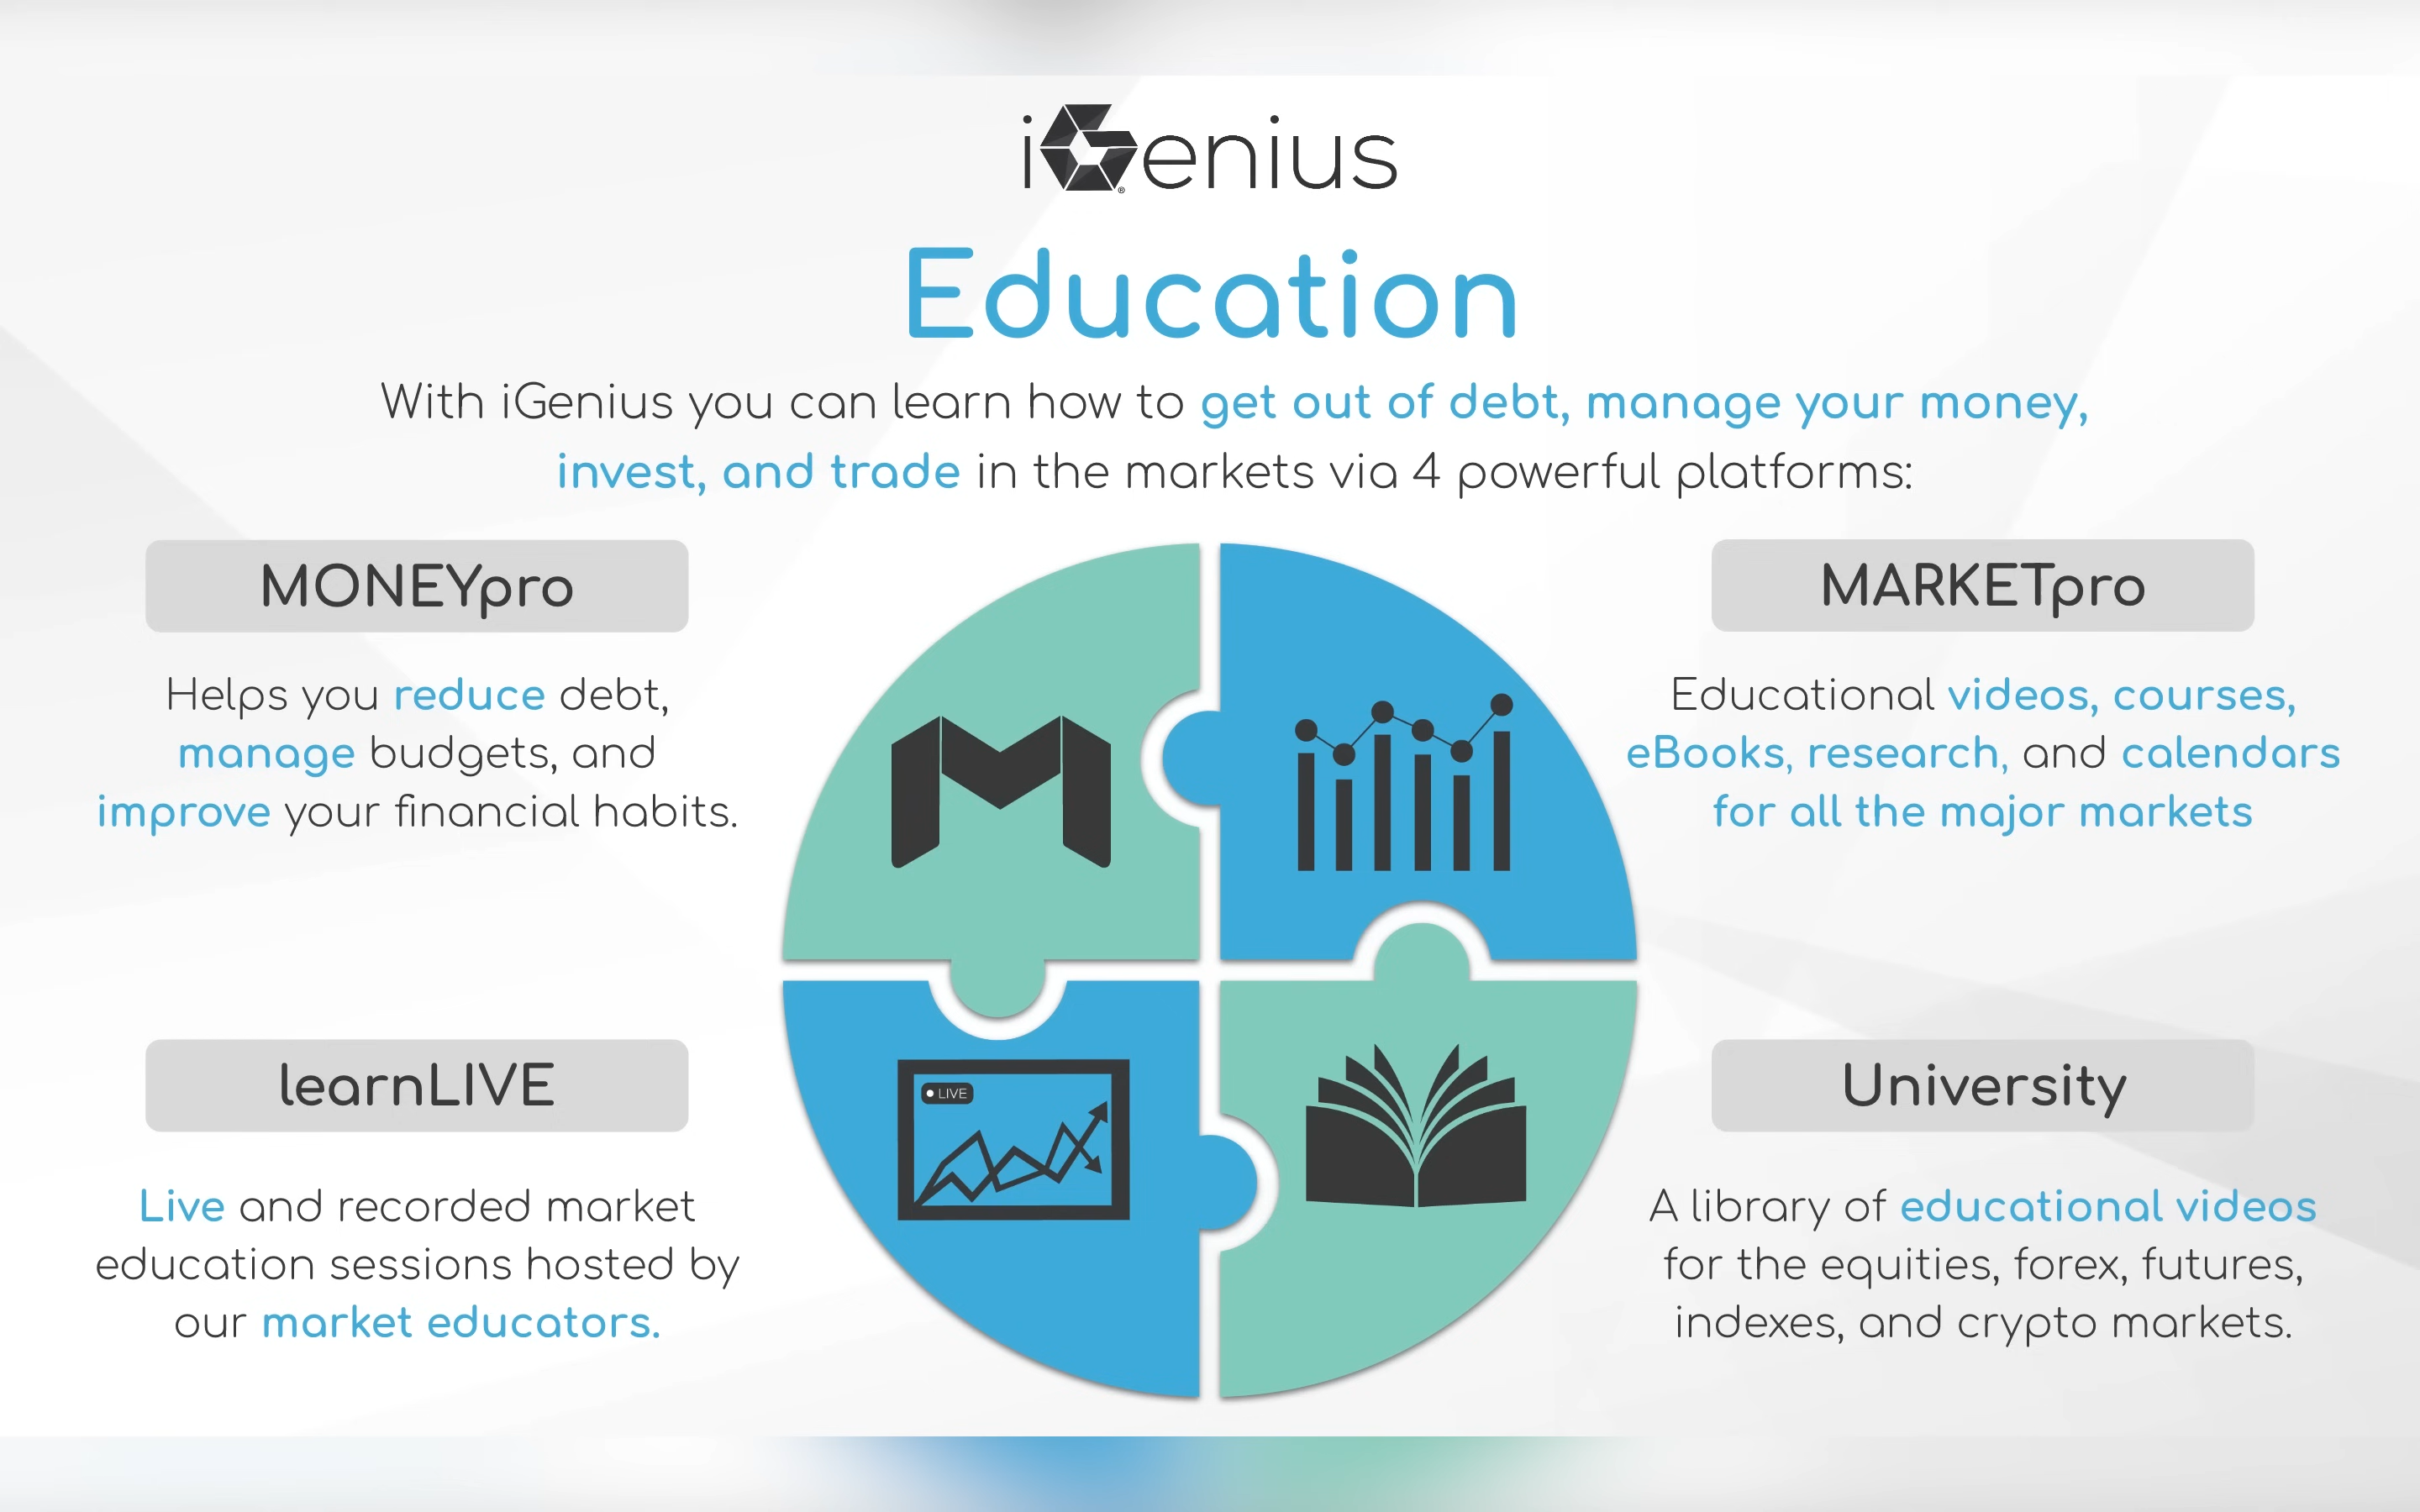 iGenius®
Education
With iGenius you can learn how to get out of debt, manage your money,
invest, and trade in the markets via 4 powerful platforms:
MONEYpro
Helps you reduce debt,
manage budgets, and
improve your financial habits.
MARKETpro
Educational videos, courses,
eBooks, research, and calendars
for all the major markets
learnLIVE
Live and recorded market
education sessions hosted by
our market educators.
LIVE
University
A library of educational videos
for the equities, forex, futures,
indexes, and crypto markets.